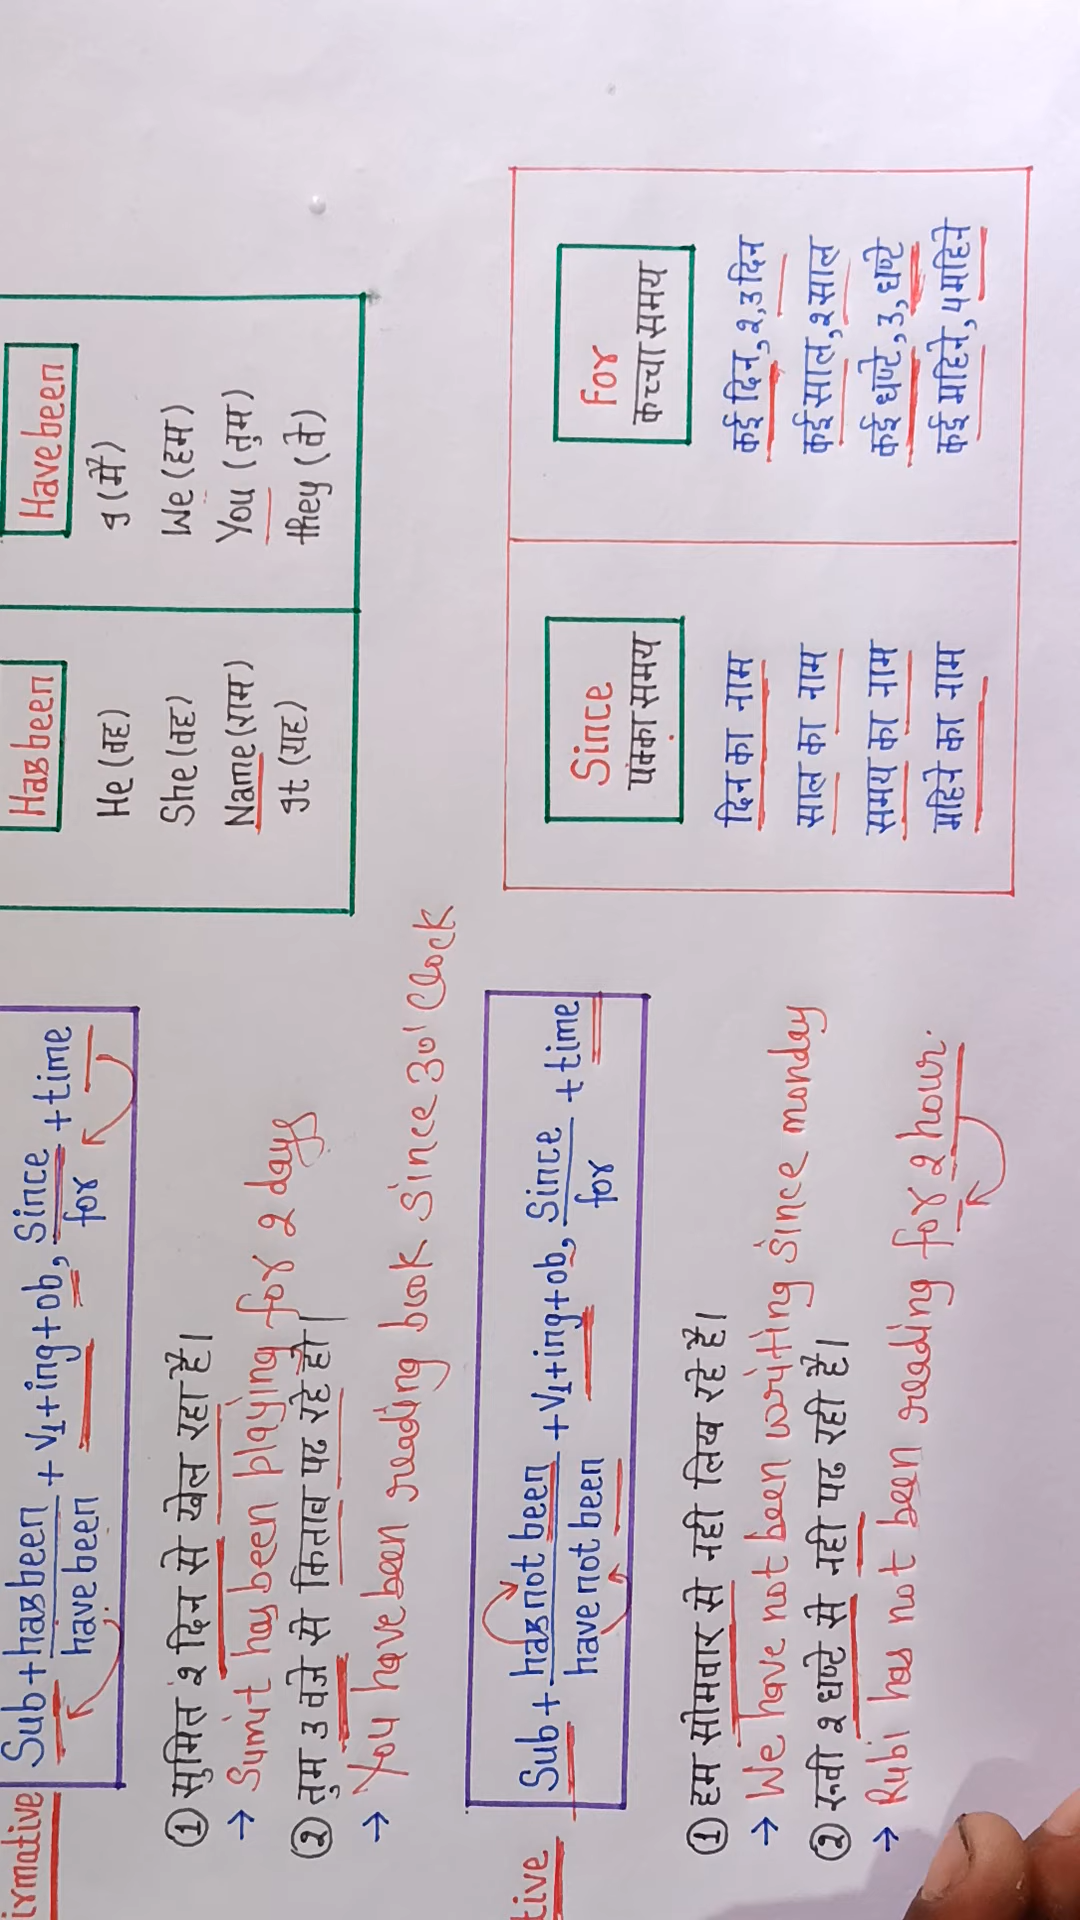 irmative
Sub + has been + V1+ing+ob, Since + time
have been for
① सुमित २ दिन से खेल रहा है।
→ Sumit has been playing for 2 days
② तुम 3 वजे से किताब पढ रहे हो।
→ You have been reading book Since 3 o'clock
Has been
He (वह)
She (वह)
Name (राम)
It (यह)
Have been
I (मैं)
We (हम)
You (तुम)
they (वे)
tive
Sub + has not been + V1+ing+ob, Since + time
have not been for
① हम सोमवार से नही लिख रहे हैं।
→ We have not been writing Since monday
② रूवी २ घण्टे से नही पढ रही है।
→ Rubi has not been reading for 2 hour.
Since
पक्का समय
दिन का नाम
साल का नाम
समय का नाम
महिने का नाम
for
कच्चा समय
कई दिन, २,3 दिन
कई साल, २ साल
कई घण्टे, 3, घण्टे
कई महिने, 4 महिने